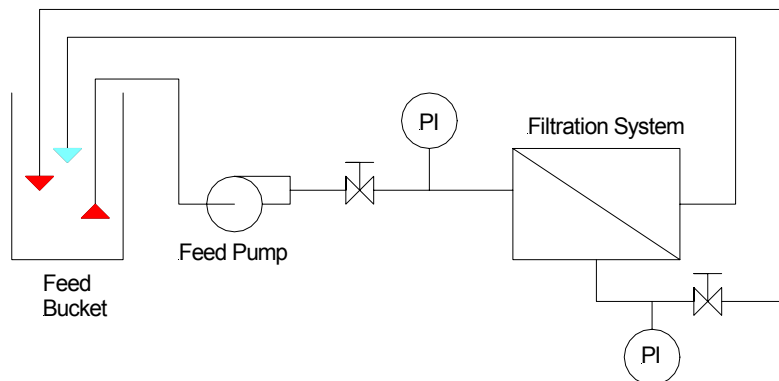 PI
Filtration System
Feed Pump
Feed
Bucket
PI